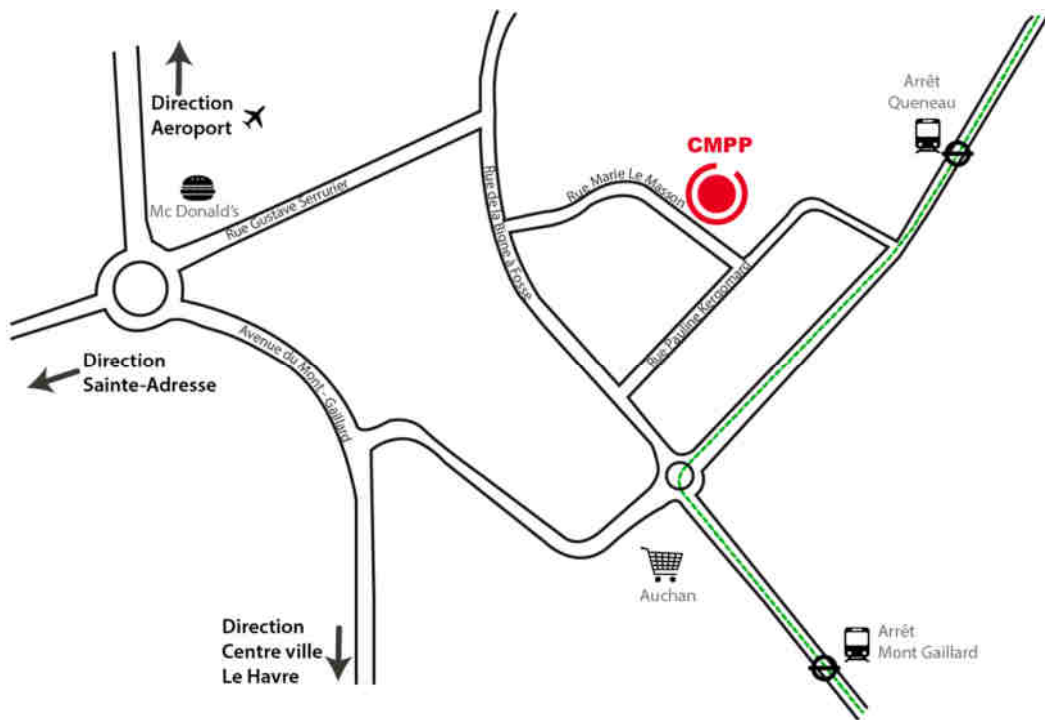 Direction
Aeroport
Mc Donald's
Rue Gustave Serrurier
Rue de la Bigne à Fosse
Rue Marie Le Masson
CMPP
Arrêt
Queneau
Rue Pauline Kergomard
Avenue du Mont - Gaillard
Direction
Sainte-Adresse
Direction
Centre ville
Le Havre
Auchan
Arrêt
Mont Gaillard